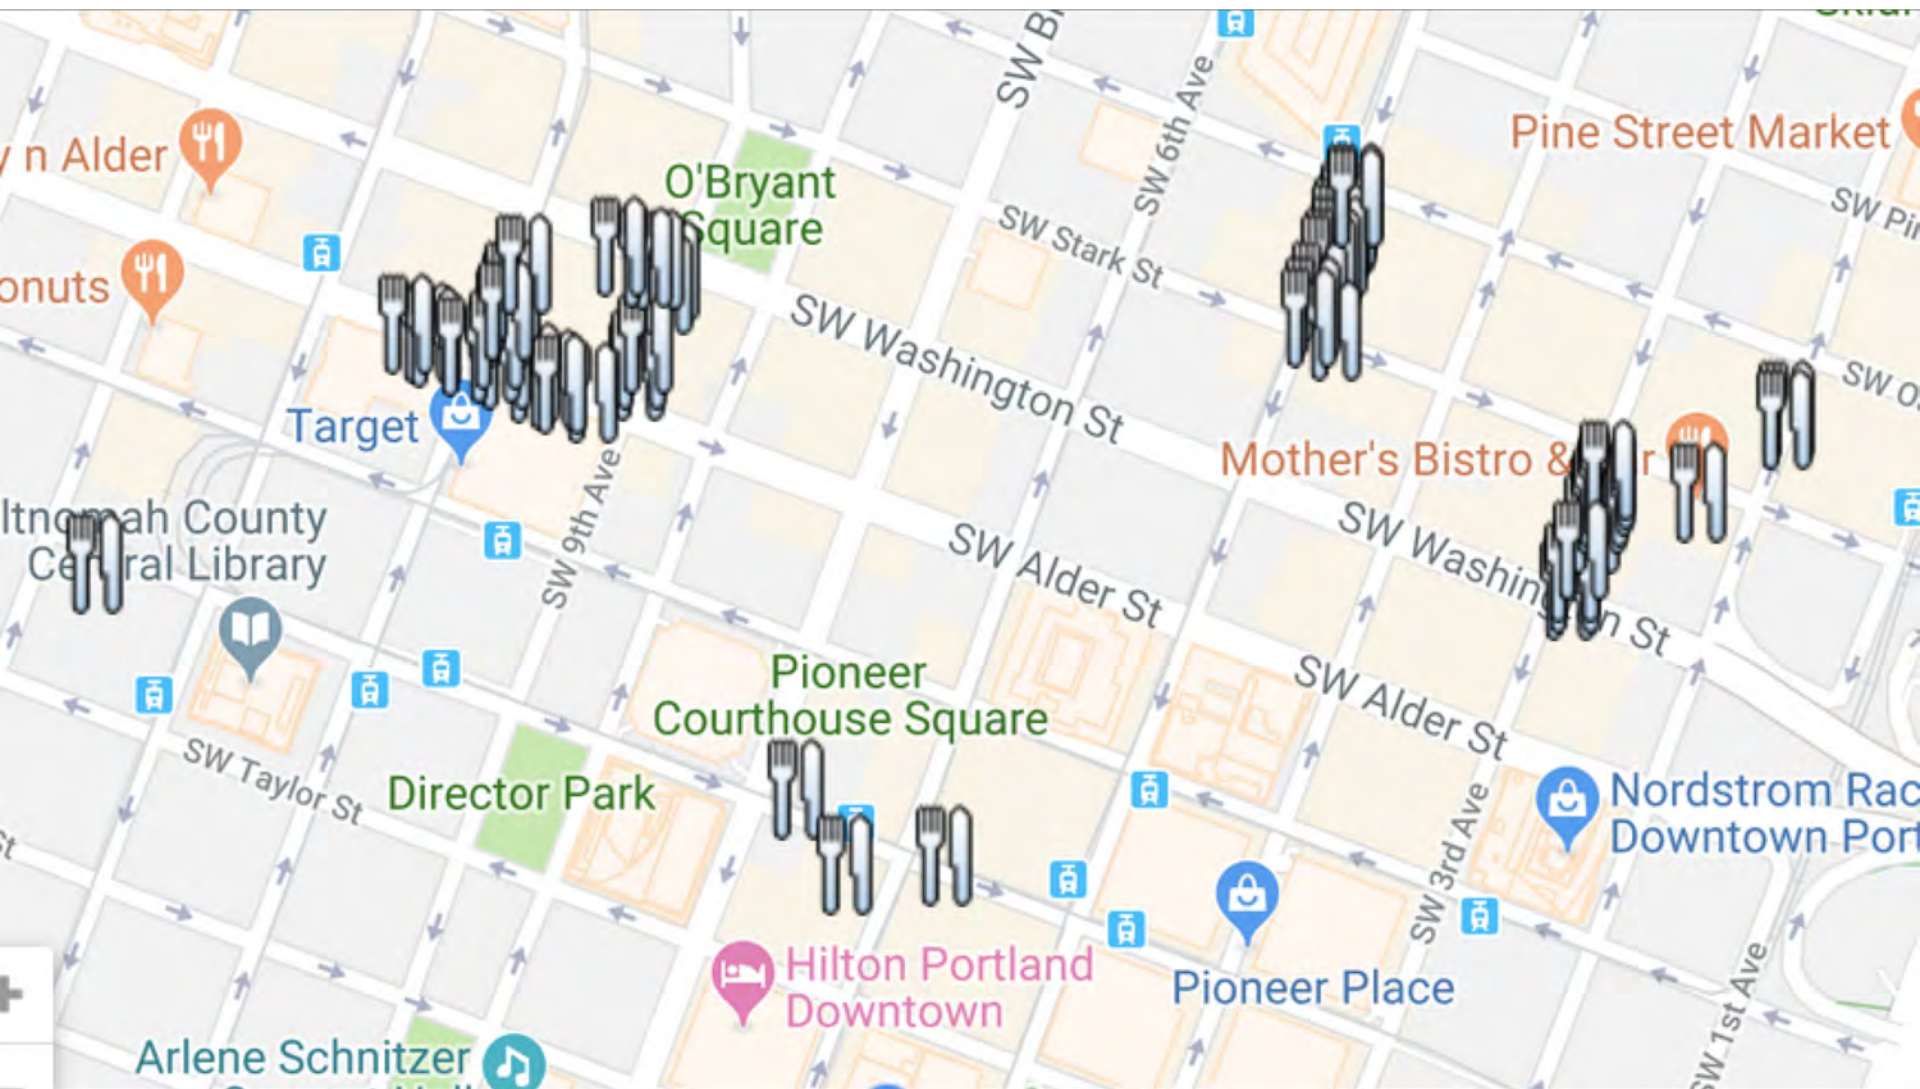 SW 6th Ave
Pine Street Market
n Alder
O'Bryant
Square
SW Stark St
SW Washington St
Target
Mother's Bistro &
SW 9th Ave
County
Library
SW Alder St
SW Washin
n St
Pioneer
Courthouse Square
SW Alder St
SW Taylor St
Director Park
SW 3rd Ave
Nordstrom Rac
Downtown Port
Hilton Portland
Downtown
Pioneer Place
SW 1st Ave
Arlene Schnitzer